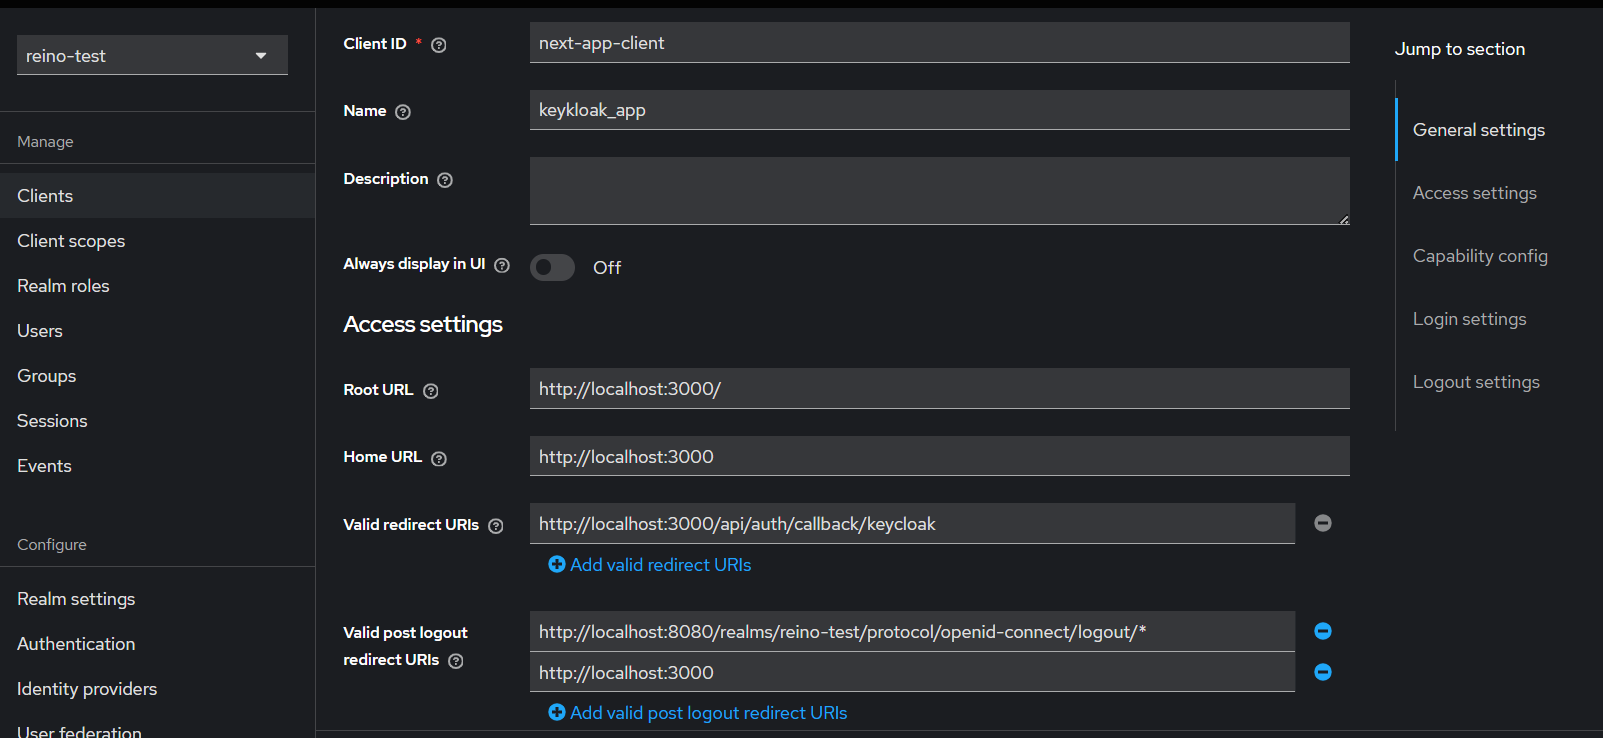 reino-test
Manage
Clients
Client scopes
Realm roles
Users
Groups
Sessions
Events
Configure
Realm settings
Authentication
Identity providers
User federation
Client ID *
next-app-client
Name
keykloak_app
Description
Always display in UI
Off
Access settings
Root URL
http://localhost:3000/
Home URL
http://localhost:3000
Valid redirect URIs
http://localhost:3000/api/auth/callback/keycloak
Add valid redirect URIs
Valid post logout
redirect URIs
http://localhost:8080/realms/reino-test/protocol/openid-connect/logout/*
http://localhost:3000
Add valid post logout redirect URIs
Jump to section
General settings
Access settings
Capability config
Login settings
Logout settings